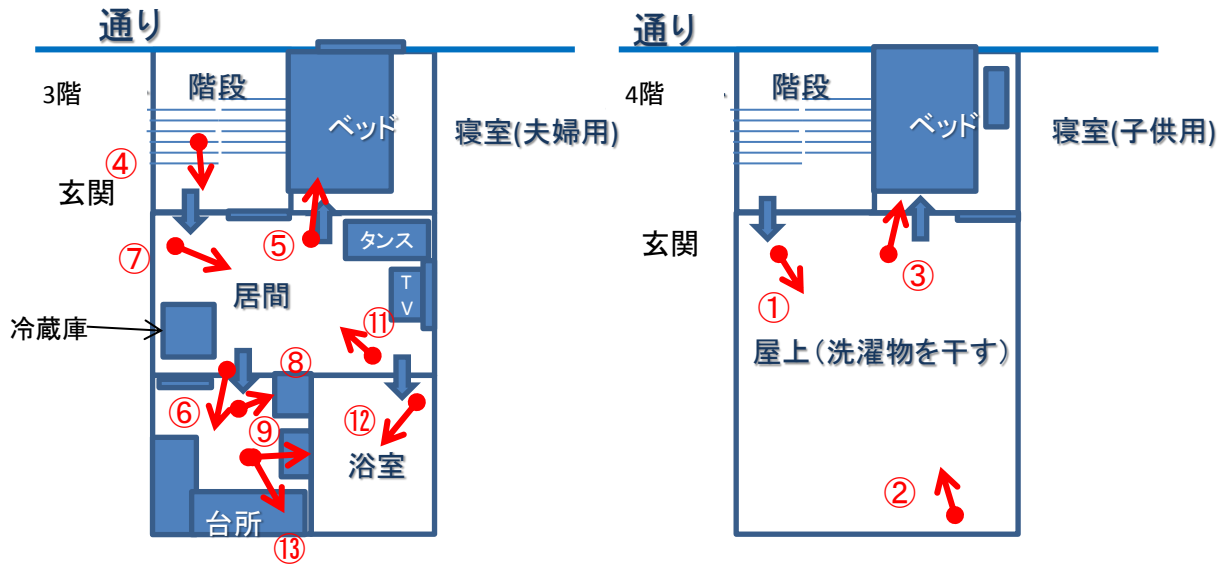 通り
3階
階段
ベッド
寝室(夫婦用)
④
玄関
⑤
タンス
⑦
TV
居間
冷蔵庫
⑪
⑧
⑥
⑨
⑫
浴室
台所
⑬
通り
4階
階段
ベッド
寝室(子供用)
玄関
③
①
屋上(洗濯物を干す)
②